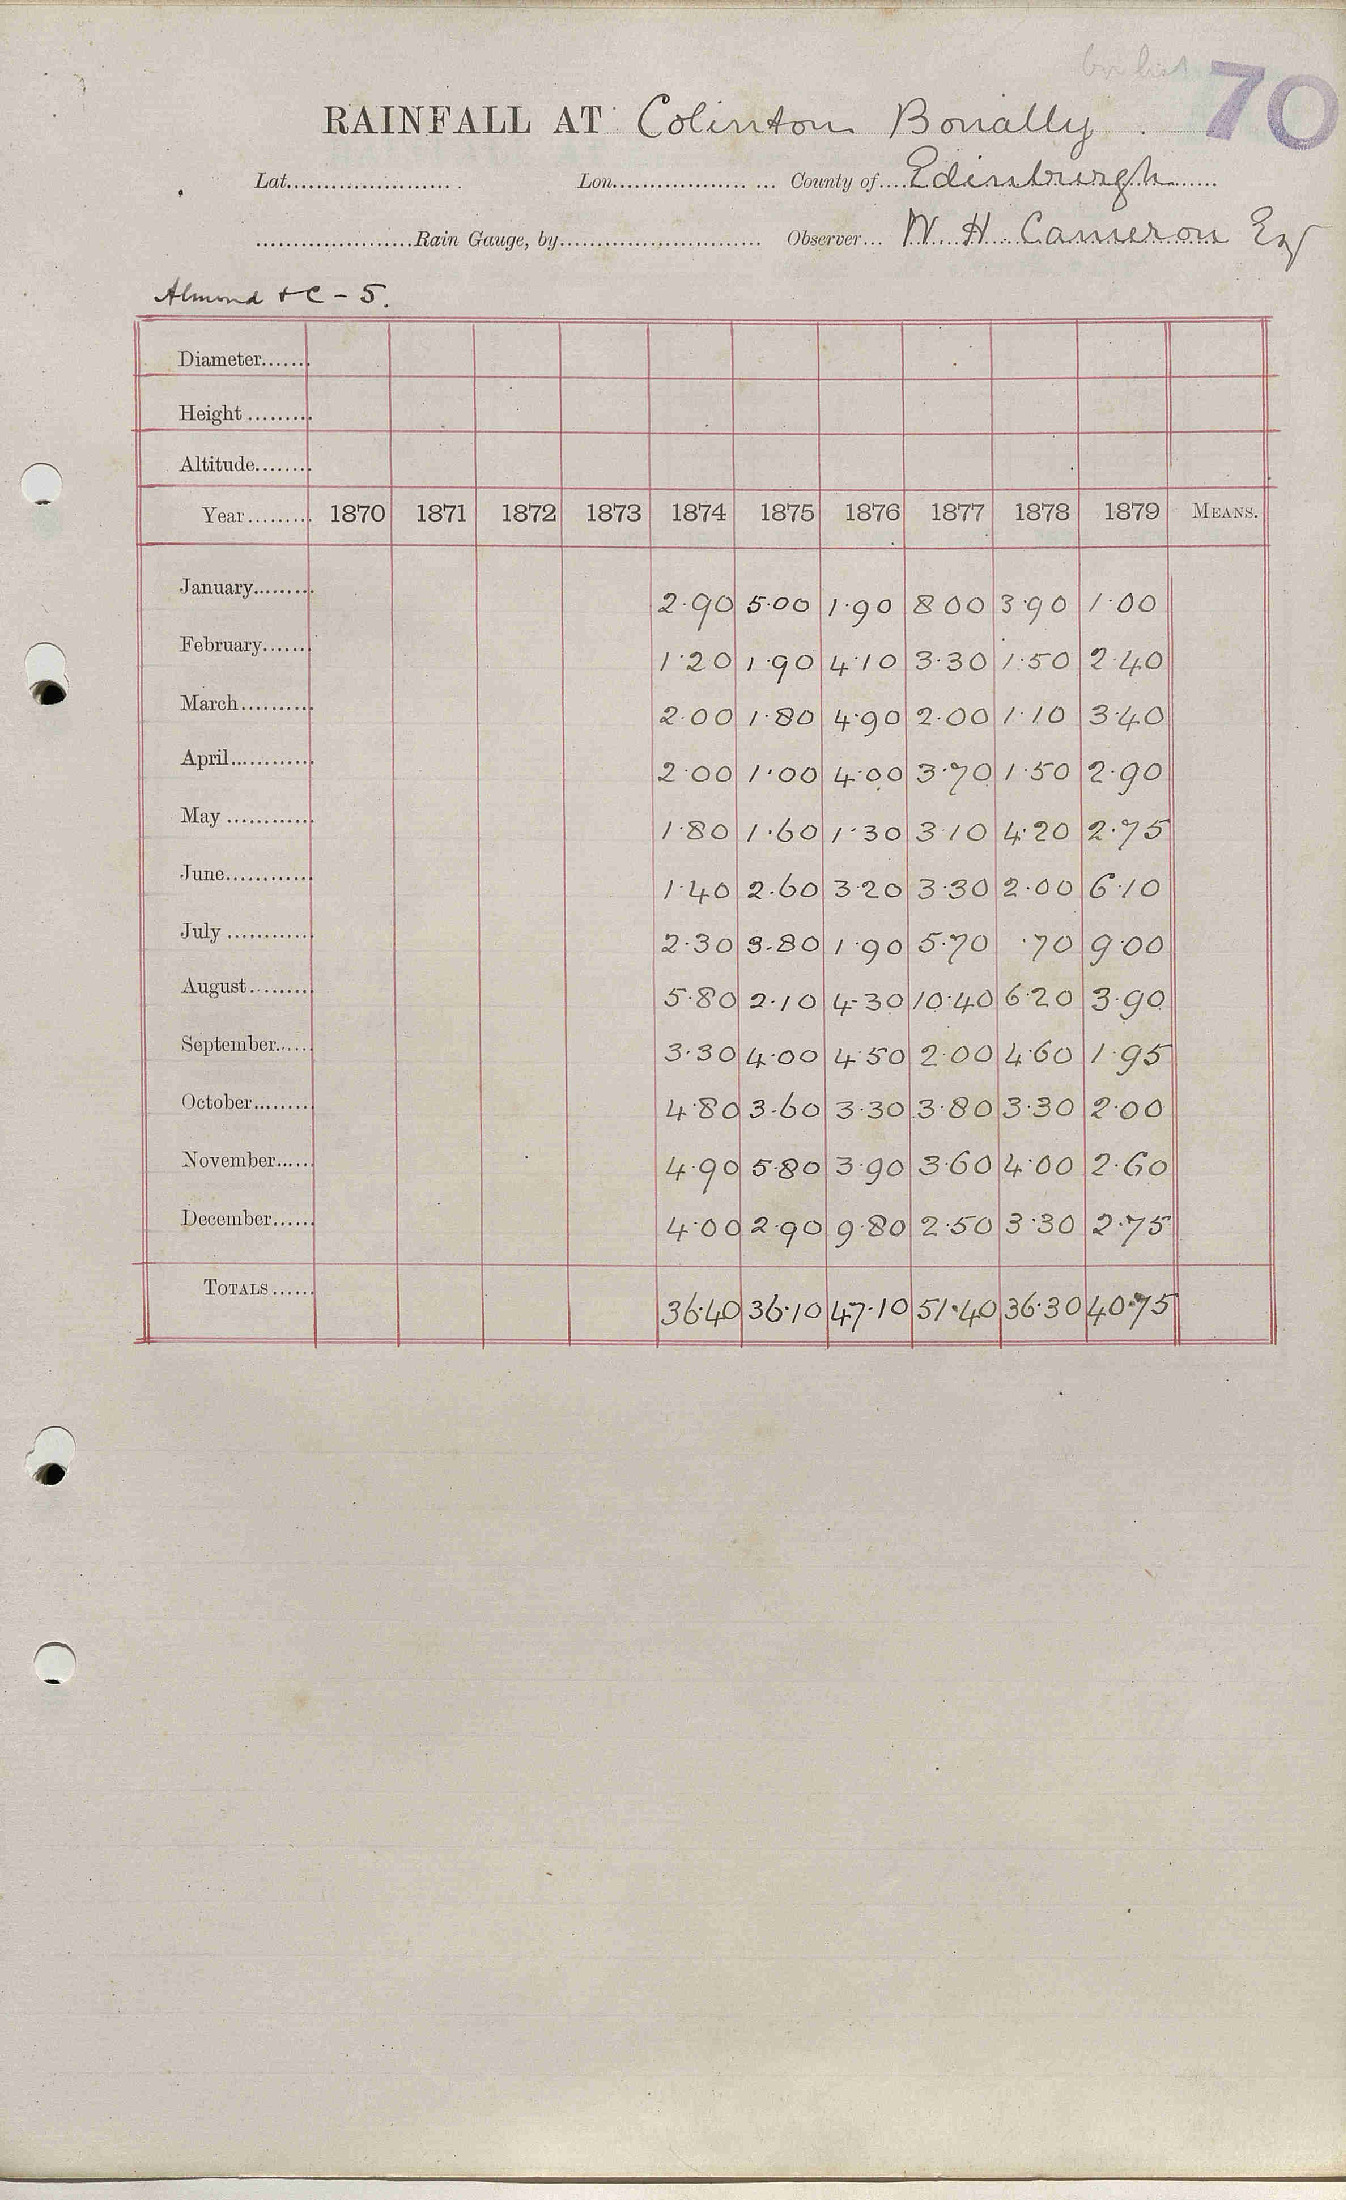 70
RAINFALL AT Colinton Bonally.
Lat. Lon. County of Edinburgh
Rain Gauge, by Observer W. H. Cameron Esq
Almond &C - 5.
Diameter
Height
Altitude
Year 1870 1871 1872 1873 1874 1875 1876 1877 1878 1879 MEANS.
January 2.90 5.00 1.90 8.00 3.90 1.00
February 1.20 1.90 4.10 3.30 1.50 2.40
March 2.00 1.80 4.90 2.00 1.10 3.40
April 2.00 1.00 4.00 3.70 1.50 2.90
May 1.80 1.60 1.30 3.10 4.20 2.75
June 1.40 2.60 3.20 3.30 2.00 6.10
July 2.30 3.80 1.90 5.70 .70 9.00
August 5.80 2.10 4.30 10.40 6.20 3.90
September 3.30 4.00 4.50 2.00 4.60 1.95
October 4.80 3.60 3.30 3.80 3.30 2.00
November 4.90 5.80 3.90 3.60 4.00 2.60
December 4.00 2.90 9.80 2.50 3.30 2.75
TOTALS 36.40 36.10 47.10 51.40 36.30 40.75